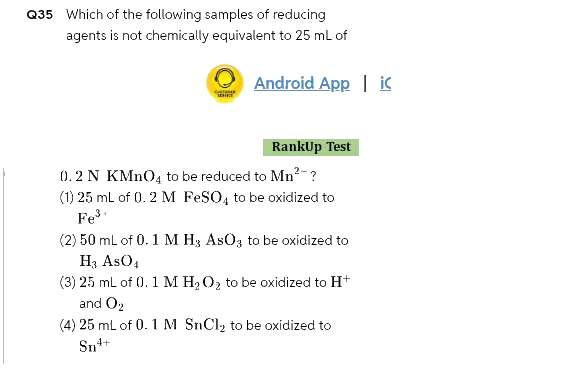 Q35 Which of the following samples of reducing
agents is not chemically equivalent to 25 mL of
CUSTOMER
SERVICE
Android App | iO
RankUp Test
0.2 N KMnO₄ to be reduced to Mn²⁻?
(1) 25 mL of 0.2 M FeSO₄ to be oxidized to
Fe³
(2) 50 mL of 0.1 M H₃ AsO₃ to be oxidized to
H₃ AsO₄
(3) 25 mL of 0.1 M H₂O₂ to be oxidized to H⁺
and O₂
(4) 25 mL of 0.1 M SnCl₂ to be oxidized to
Sn⁴⁺